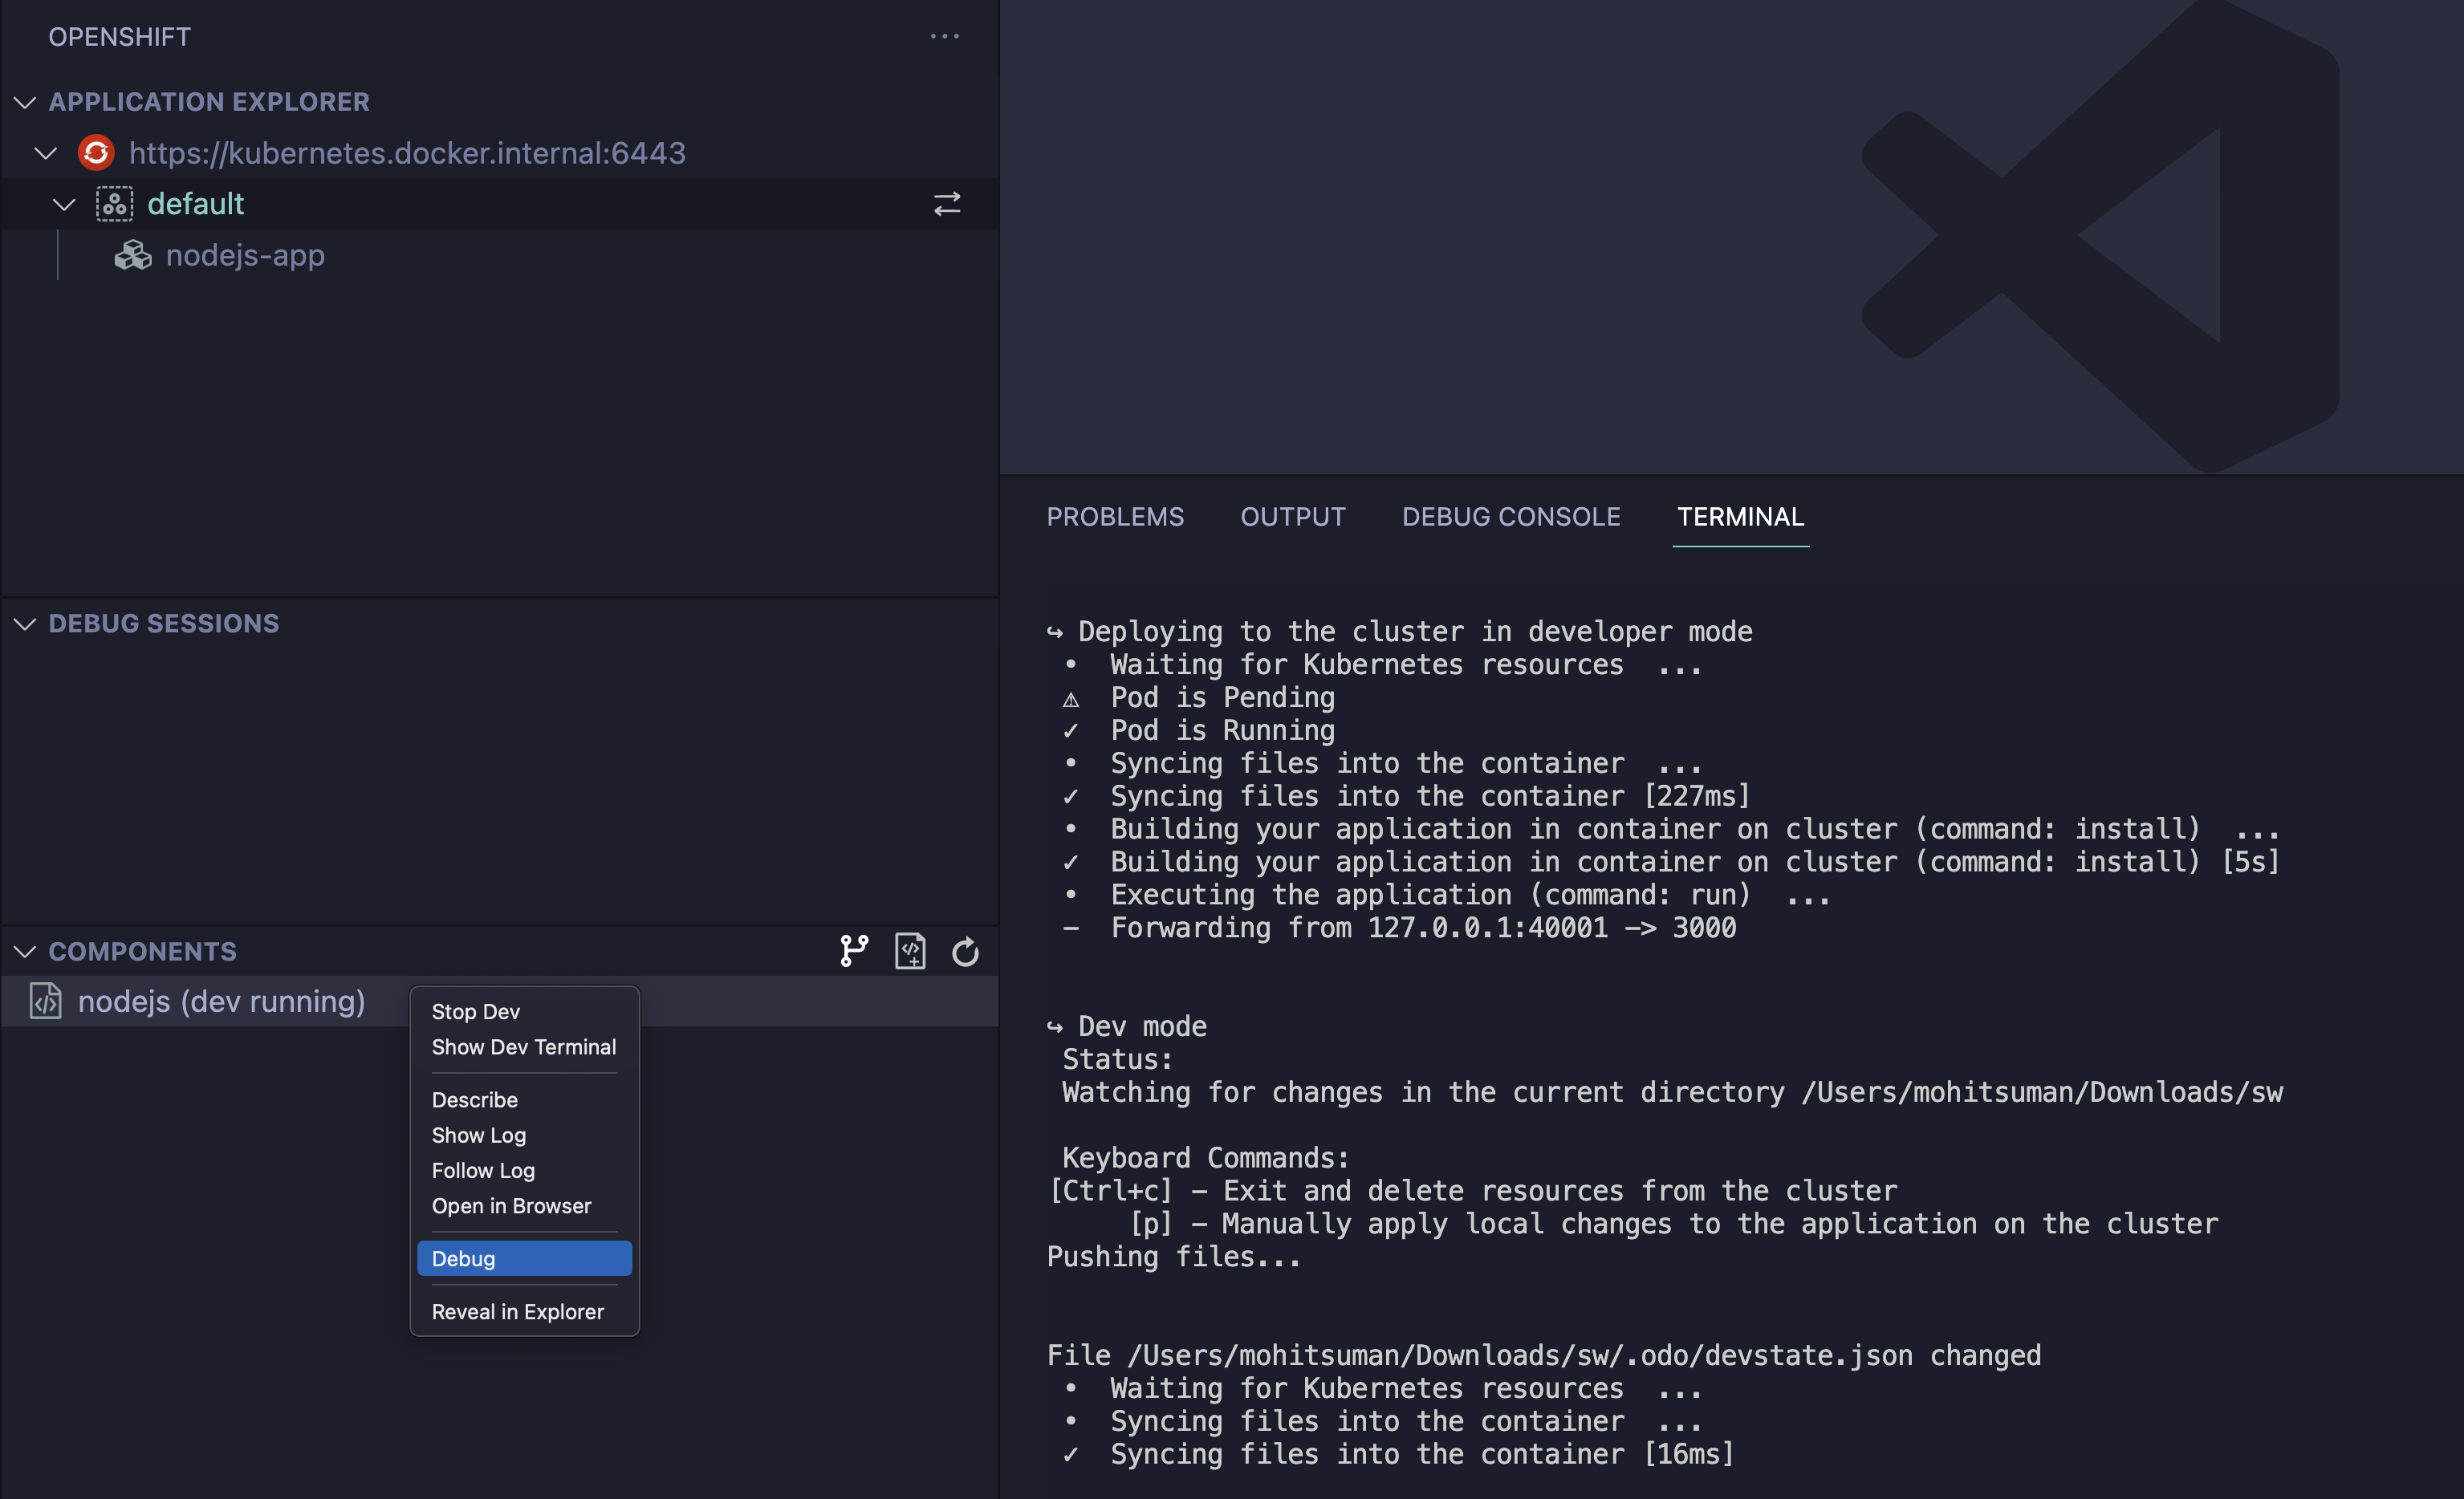 OPENSHIFT
APPLICATION EXPLORER
https://kubernetes.docker.internal:6443
default
nodejs-app
DEBUG SESSIONS
COMPONENTS
nodejs (dev running)
Stop Dev
Show Dev Terminal
Describe
Show Log
Follow Log
Open in Browser
Debug
Reveal in Explorer
PROBLEMS OUTPUT DEBUG CONSOLE TERMINAL
↪ Deploying to the cluster in developer mode
• Waiting for Kubernetes resources ...
⚠ Pod is Pending
✓ Pod is Running
• Syncing files into the container ...
✓ Syncing files into the container [227ms]
• Building your application in container on cluster (command: install) ...
✓ Building your application in container on cluster (command: install) [5s]
• Executing the application (command: run) ...
– Forwarding from 127.0.0.1:40001 -> 3000
↪ Dev mode
Status:
Watching for changes in the current directory /Users/mohitsuman/Downloads/sw
Keyboard Commands:
[Ctrl+c] – Exit and delete resources from the cluster
[p] – Manually apply local changes to the application on the cluster
Pushing files...
File /Users/mohitsuman/Downloads/sw/.odo/devstate.json changed
• Waiting for Kubernetes resources ...
• Syncing files into the container ...
✓ Syncing files into the container [16ms]